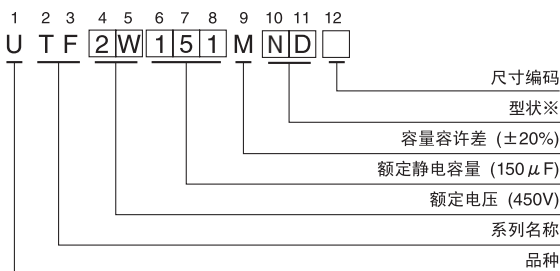 1 2 3 4 5 6 7 8 9 10 11 12
U T F 2 W 1 5 1 M N D
尺寸编码
型状※
容量容许差 (±20%)
额定静电容量 (150μF)
额定电压 (450V)
系列名称
品种